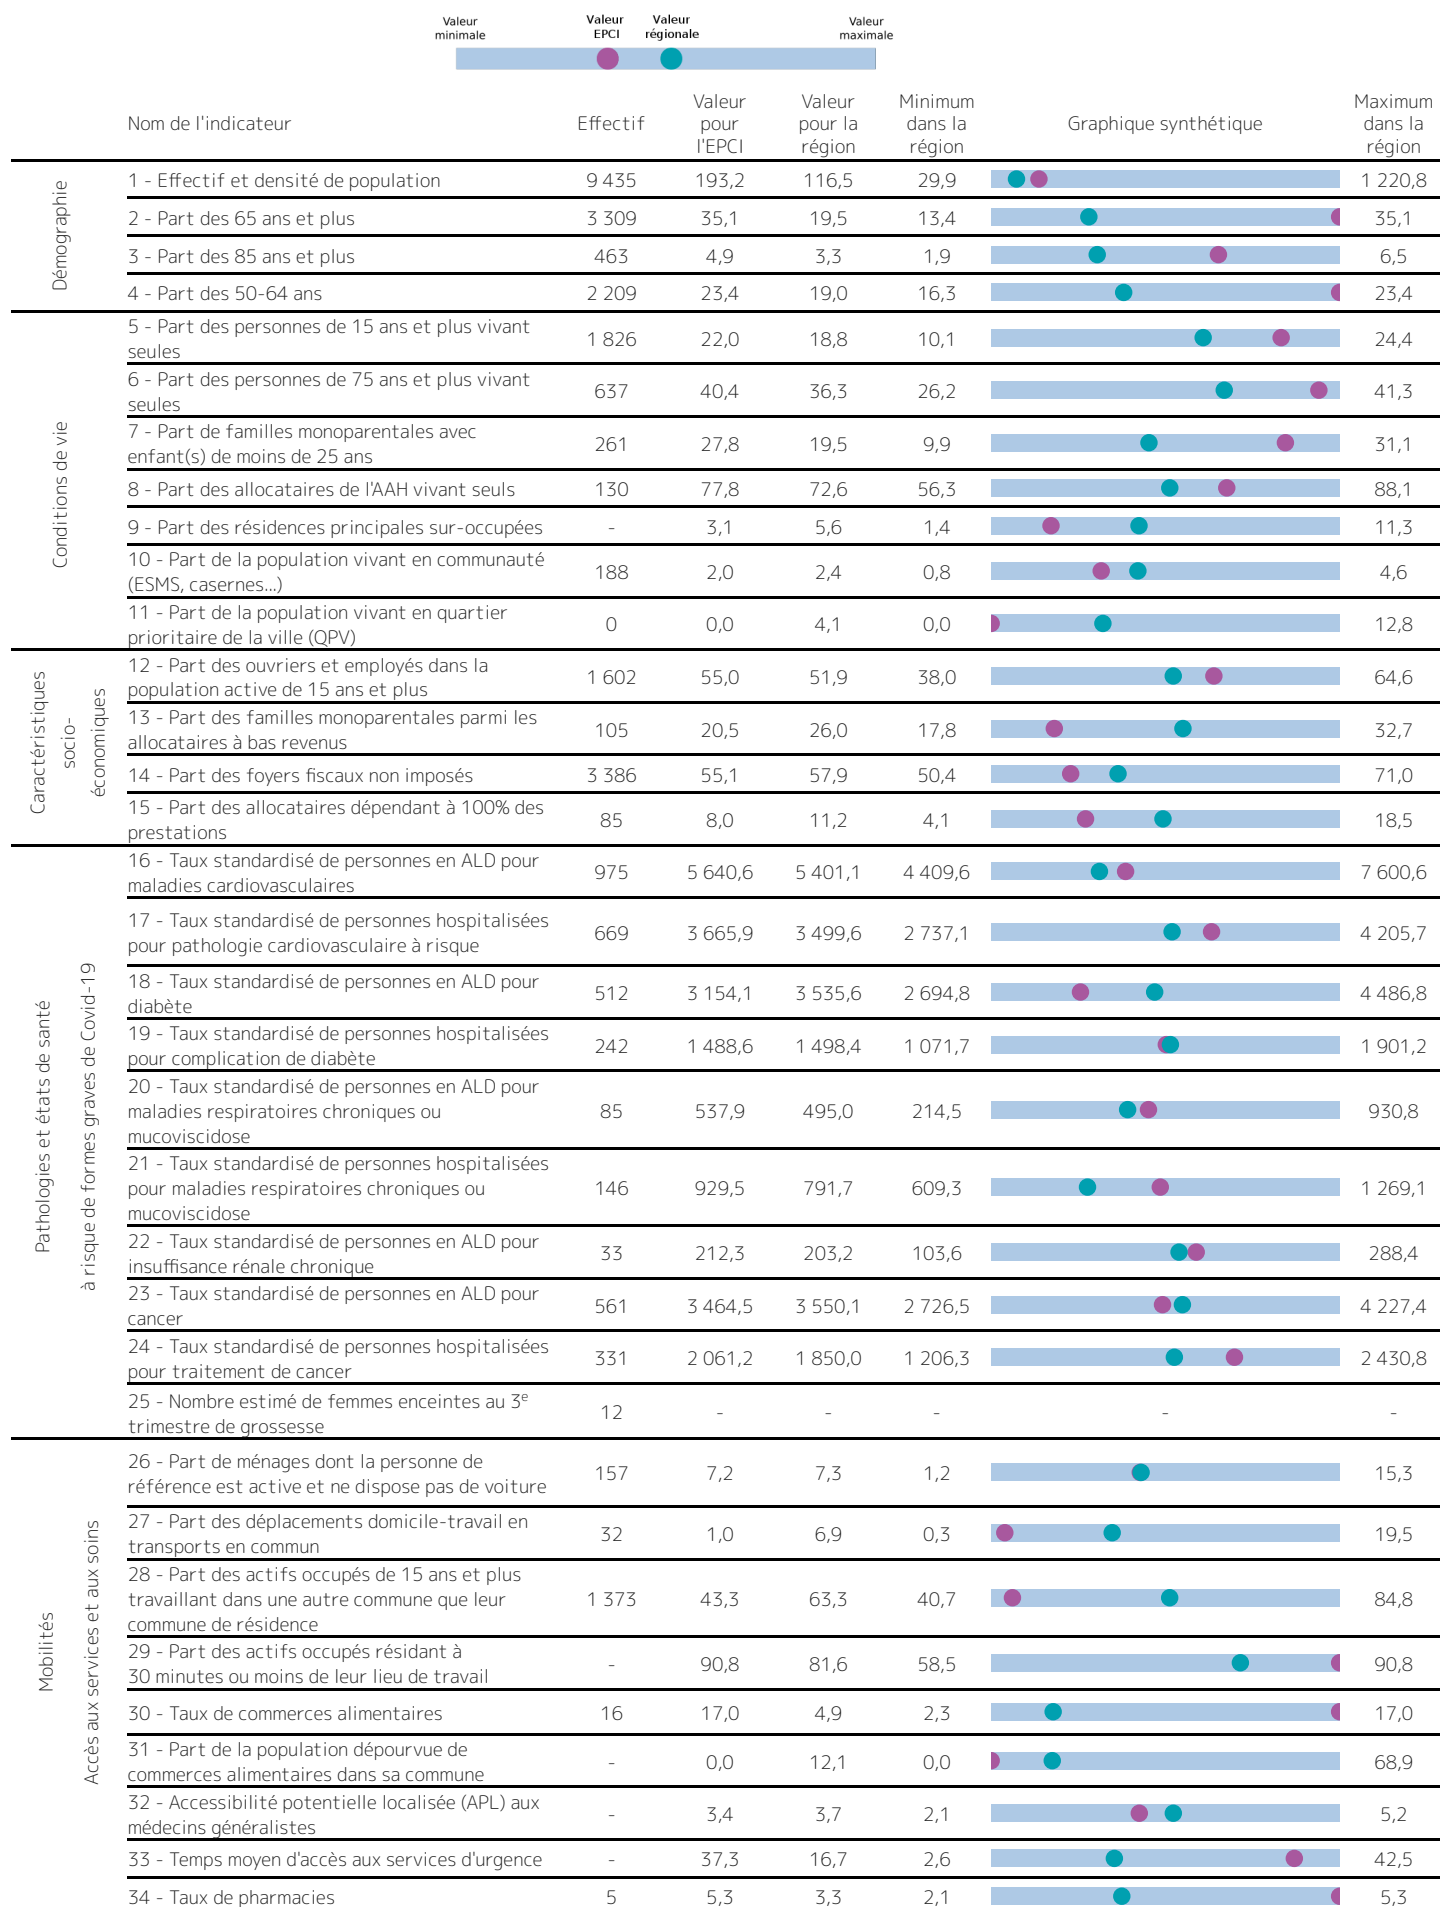 Valeur minimale
Valeur EPCI
Valeur régionale
Valeur maximale
Nom de l'indicateur
Effectif
Valeur pour l'EPCI
Valeur pour la région
Minimum dans la région
Graphique synthétique
Maximum dans la région
Démographie
1 - Effectif et densité de population 9 435 193,2 116,5 29,9 1 220,8
2 - Part des 65 ans et plus 3 309 35,1 19,5 13,4 35,1
3 - Part des 85 ans et plus 463 4,9 3,3 1,9 6,5
4 - Part des 50-64 ans 2 209 23,4 19,0 16,3 23,4
Conditions de vie
5 - Part des personnes de 15 ans et plus vivant
seules 1 826 22,0 18,8 10,1 24,4
6 - Part des personnes de 75 ans et plus vivant
seules 637 40,4 36,3 26,2 41,3
7 - Part de familles monoparentales avec
enfant(s) de moins de 25 ans 261 27,8 19,5 9,9 31,1
8 - Part des allocataires de l'AAH vivant seuls 130 77,8 72,6 56,3 88,1
9 - Part des résidences principales sur-occupées - 3,1 5,6 1,4 11,3
10 - Part de la population vivant en communauté
(ESMS, casernes...) 188 2,0 2,4 0,8 4,6
11 - Part de la population vivant en quartier
prioritaire de la ville (QPV) 0 0,0 4,1 0,0 12,8
Caractéristiques
socio-
économiques
12 - Part des ouvriers et employés dans la
population active de 15 ans et plus 1 602 55,0 51,9 38,0 64,6
13 - Part des familles monoparentales parmi les
allocataires à bas revenus 105 20,5 26,0 17,8 32,7
14 - Part des foyers fiscaux non imposés 3 386 55,1 57,9 50,4 71,0
15 - Part des allocataires dépendant à 100% des
prestations 85 8,0 11,2 4,1 18,5
Pathologies et états de santé
à risque de formes graves de Covid-19
16 - Taux standardisé de personnes en ALD pour
maladies cardiovasculaires 975 5 640,6 5 401,1 4 409,6 7 600,6
17 - Taux standardisé de personnes hospitalisées
pour pathologie cardiovasculaire à risque 669 3 665,9 3 499,6 2 737,1 4 205,7
18 - Taux standardisé de personnes en ALD pour
diabète 512 3 154,1 3 535,6 2 694,8 4 486,8
19 - Taux standardisé de personnes hospitalisées
pour complication de diabète 242 1 488,6 1 498,4 1 071,7 1 901,2
20 - Taux standardisé de personnes en ALD pour
maladies respiratoires chroniques ou 85 537,9 495,0 214,5 930,8
mucoviscidose
21 - Taux standardisé de personnes hospitalisées
pour maladies respiratoires chroniques ou 146 929,5 791,7 609,3 1 269,1
mucoviscidose
22 - Taux standardisé de personnes en ALD pour
insuffisance rénale chronique 33 212,3 203,2 103,6 288,4
23 - Taux standardisé de personnes en ALD pour
cancer 561 3 464,5 3 550,1 2 726,5 4 227,4
24 - Taux standardisé de personnes hospitalisées
pour traitement de cancer 331 2 061,2 1 850,0 1 206,3 2 430,8
25 - Nombre estimé de femmes enceintes au 3e
trimestre de grossesse 12 - - - - -
Mobilités
Accès aux services et aux soins
26 - Part de ménages dont la personne de
référence est active et ne dispose pas de voiture 157 7,2 7,3 1,2 15,3
27 - Part des déplacements domicile-travail en
transports en commun 32 1,0 6,9 0,3 19,5
28 - Part des actifs occupés de 15 ans et plus
travaillant dans une autre commune que leur 1 373 43,3 63,3 40,7 84,8
commune de résidence
29 - Part des actifs occupés résidant à
30 minutes ou moins de leur lieu de travail - 90,8 81,6 58,5 90,8
30 - Taux de commerces alimentaires 16 17,0 4,9 2,3 17,0
31 - Part de la population dépourvue de
commerces alimentaires dans sa commune - 0,0 12,1 0,0 68,9
32 - Accessibilité potentielle localisée (APL) aux
médecins généralistes - 3,4 3,7 2,1 5,2
33 - Temps moyen d'accès aux services d'urgence - 37,3 16,7 2,6 42,5
34 - Taux de pharmacies 5 5,3 3,3 2,1 5,3